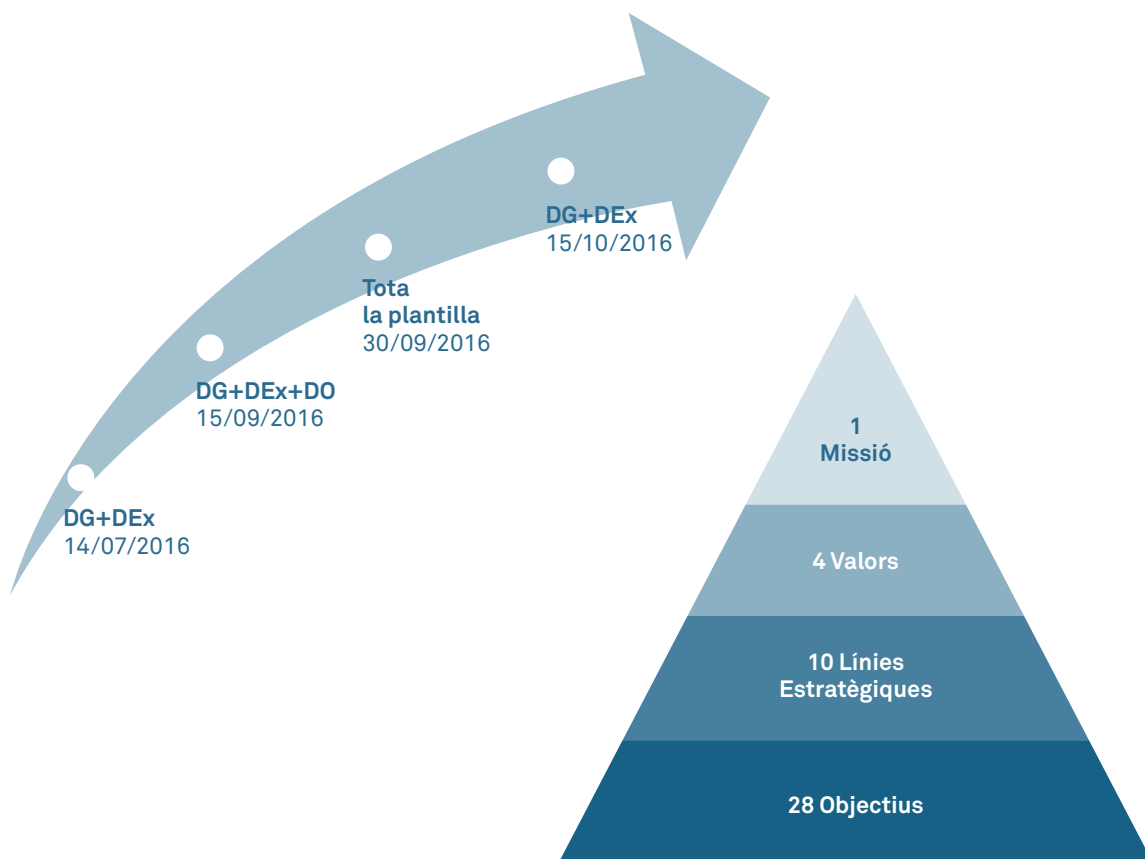 DG+DEx
15/10/2016
Tota
la plantilla
30/09/2016
DG+DEx+DO
15/09/2016
DG+DEx
14/07/2016
1
Missió
4 Valors
10 Línies
Estratègiques
28 Objectius